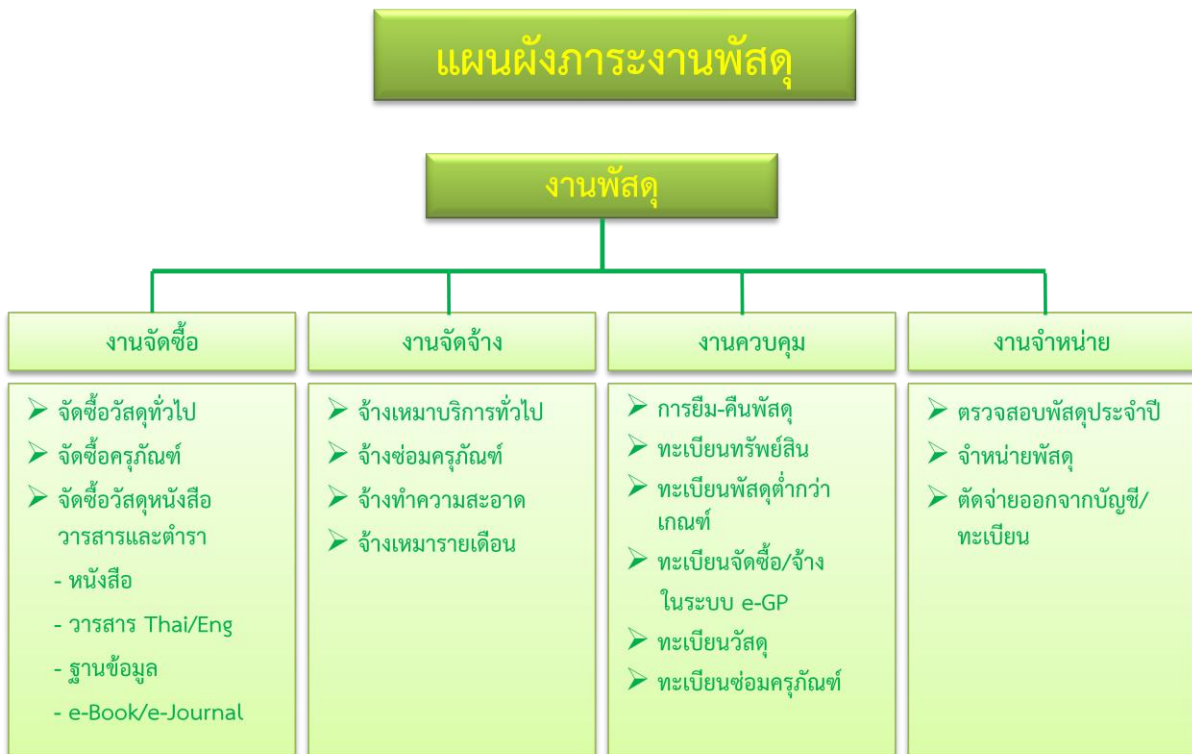 แผนผังภาระงานพัสดุ
งานพัสดุ
งานจัดซื้อ
➢ จัดซื้อวัสดุทั่วไป
➢ จัดซื้อครุภัณฑ์
➢ จัดซื้อวัสดุหนังสือ
วารสารและตำรา
- หนังสือ
- วารสาร Thai/Eng
- ฐานข้อมูล
- e-Book/e-Journal
งานจัดจ้าง
➢ จ้างเหมาบริการทั่วไป
➢ จ้างซ่อมครุภัณฑ์
➢ จ้างทำความสะอาด
➢ จ้างเหมารายเดือน
งานควบคุม
➢ การยืม-คืนพัสดุ
➢ ทะเบียนทรัพย์สิน
➢ ทะเบียนพัสดุต่ำกว่า
เกณฑ์
➢ ทะเบียนจัดซื้อ/จ้าง
ในระบบ e-GP
➢ ทะเบียนวัสดุ
➢ ทะเบียนซ่อมครุภัณฑ์
งานจำหน่าย
➢ ตรวจสอบพัสดุประจำปี
➢ จำหน่ายพัสดุ
➢ ตัดจ่ายออกจากบัญชี/
ทะเบียน